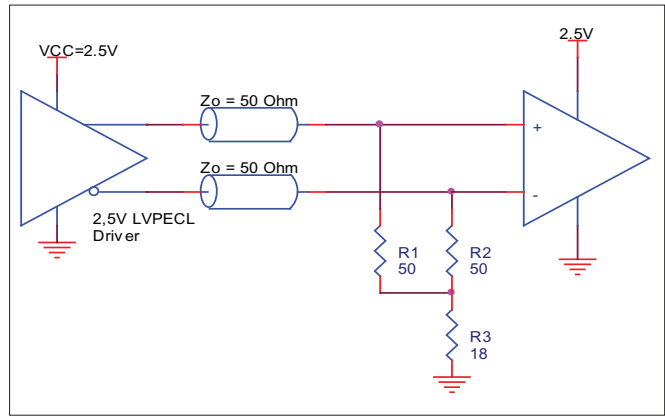 VCC=2.5V
2.5V
Zo = 50 Ohm
+
Zo = 50 Ohm
-
2,5V LVPECL
Driver
R1
50
R2
50
R3
18